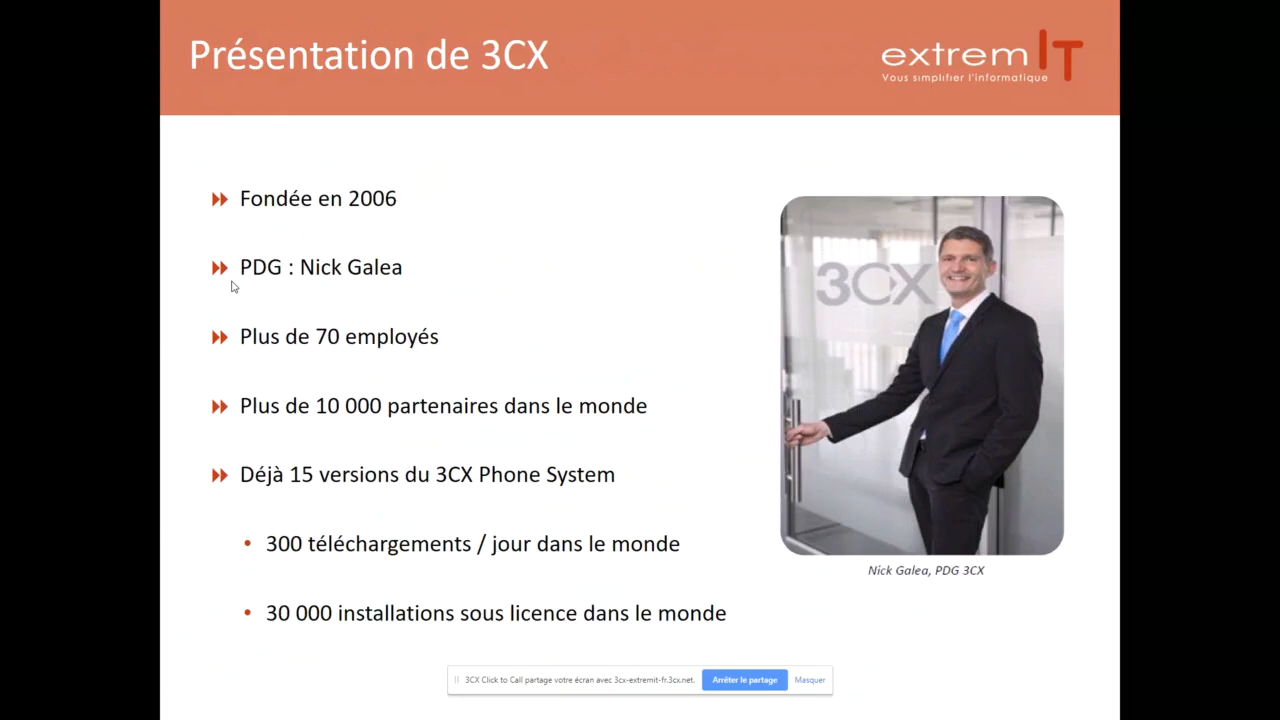 Présentation de 3CX
extremIT
Vous simplifier l'informatique
Fondée en 2006
PDG : Nick Galea
Plus de 70 employés
Plus de 10 000 partenaires dans le monde
Déjà 15 versions du 3CX Phone System
300 téléchargements / jour dans le monde
30 000 installations sous licence dans le monde
3CX
Nick Galea, PDG 3CX
3CX Click to Call partage votre écran avec 3cx-extremit-fr.3cx.net.
Arrêter le partage
Masquer